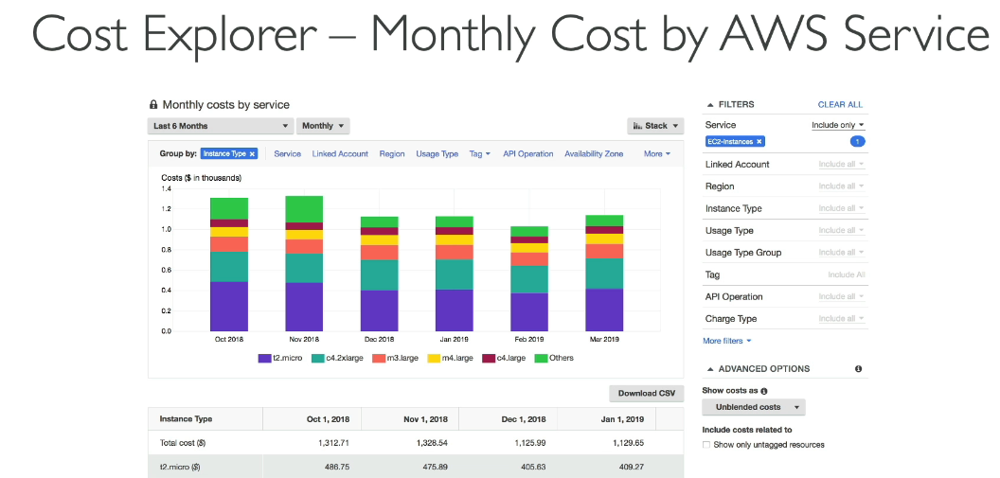 Cost Explorer – Monthly Cost by AWS Service
Monthly costs by service
Last 6 Months Monthly Stack
Group by: Instance Type × Service Linked Account Region Usage Type Tag API Operation Availability Zone More
Costs ($ in thousands)
1.4
1.2
1.0
0.8
0.6
0.4
0.2
0.0
Oct 2018 Nov 2018 Dec 2018 Jan 2019 Feb 2019 Mar 2019
t2.micro c4.2xlarge m3.large m4.large c4.large Others
Download CSV
Instance Type Oct 1, 2018 Nov 1, 2018 Dec 1, 2018 Jan 1, 2019
Total cost ($) 1,312.71 1,328.54 1,125.99 1,129.65
t2.micro ($) 486.75 475.89 405.63 409.27
FILTERS CLEAR ALL
Service Include only
EC2-Instances × 1
Linked Account Include all
Region Include all
Instance Type Include all
Usage Type Include all
Usage Type Group Include all
Tag Include All
API Operation Include all
Charge Type Include all
More filters
ADVANCED OPTIONS
Show costs as
Unblended costs
Include costs related to
Show only untagged resources